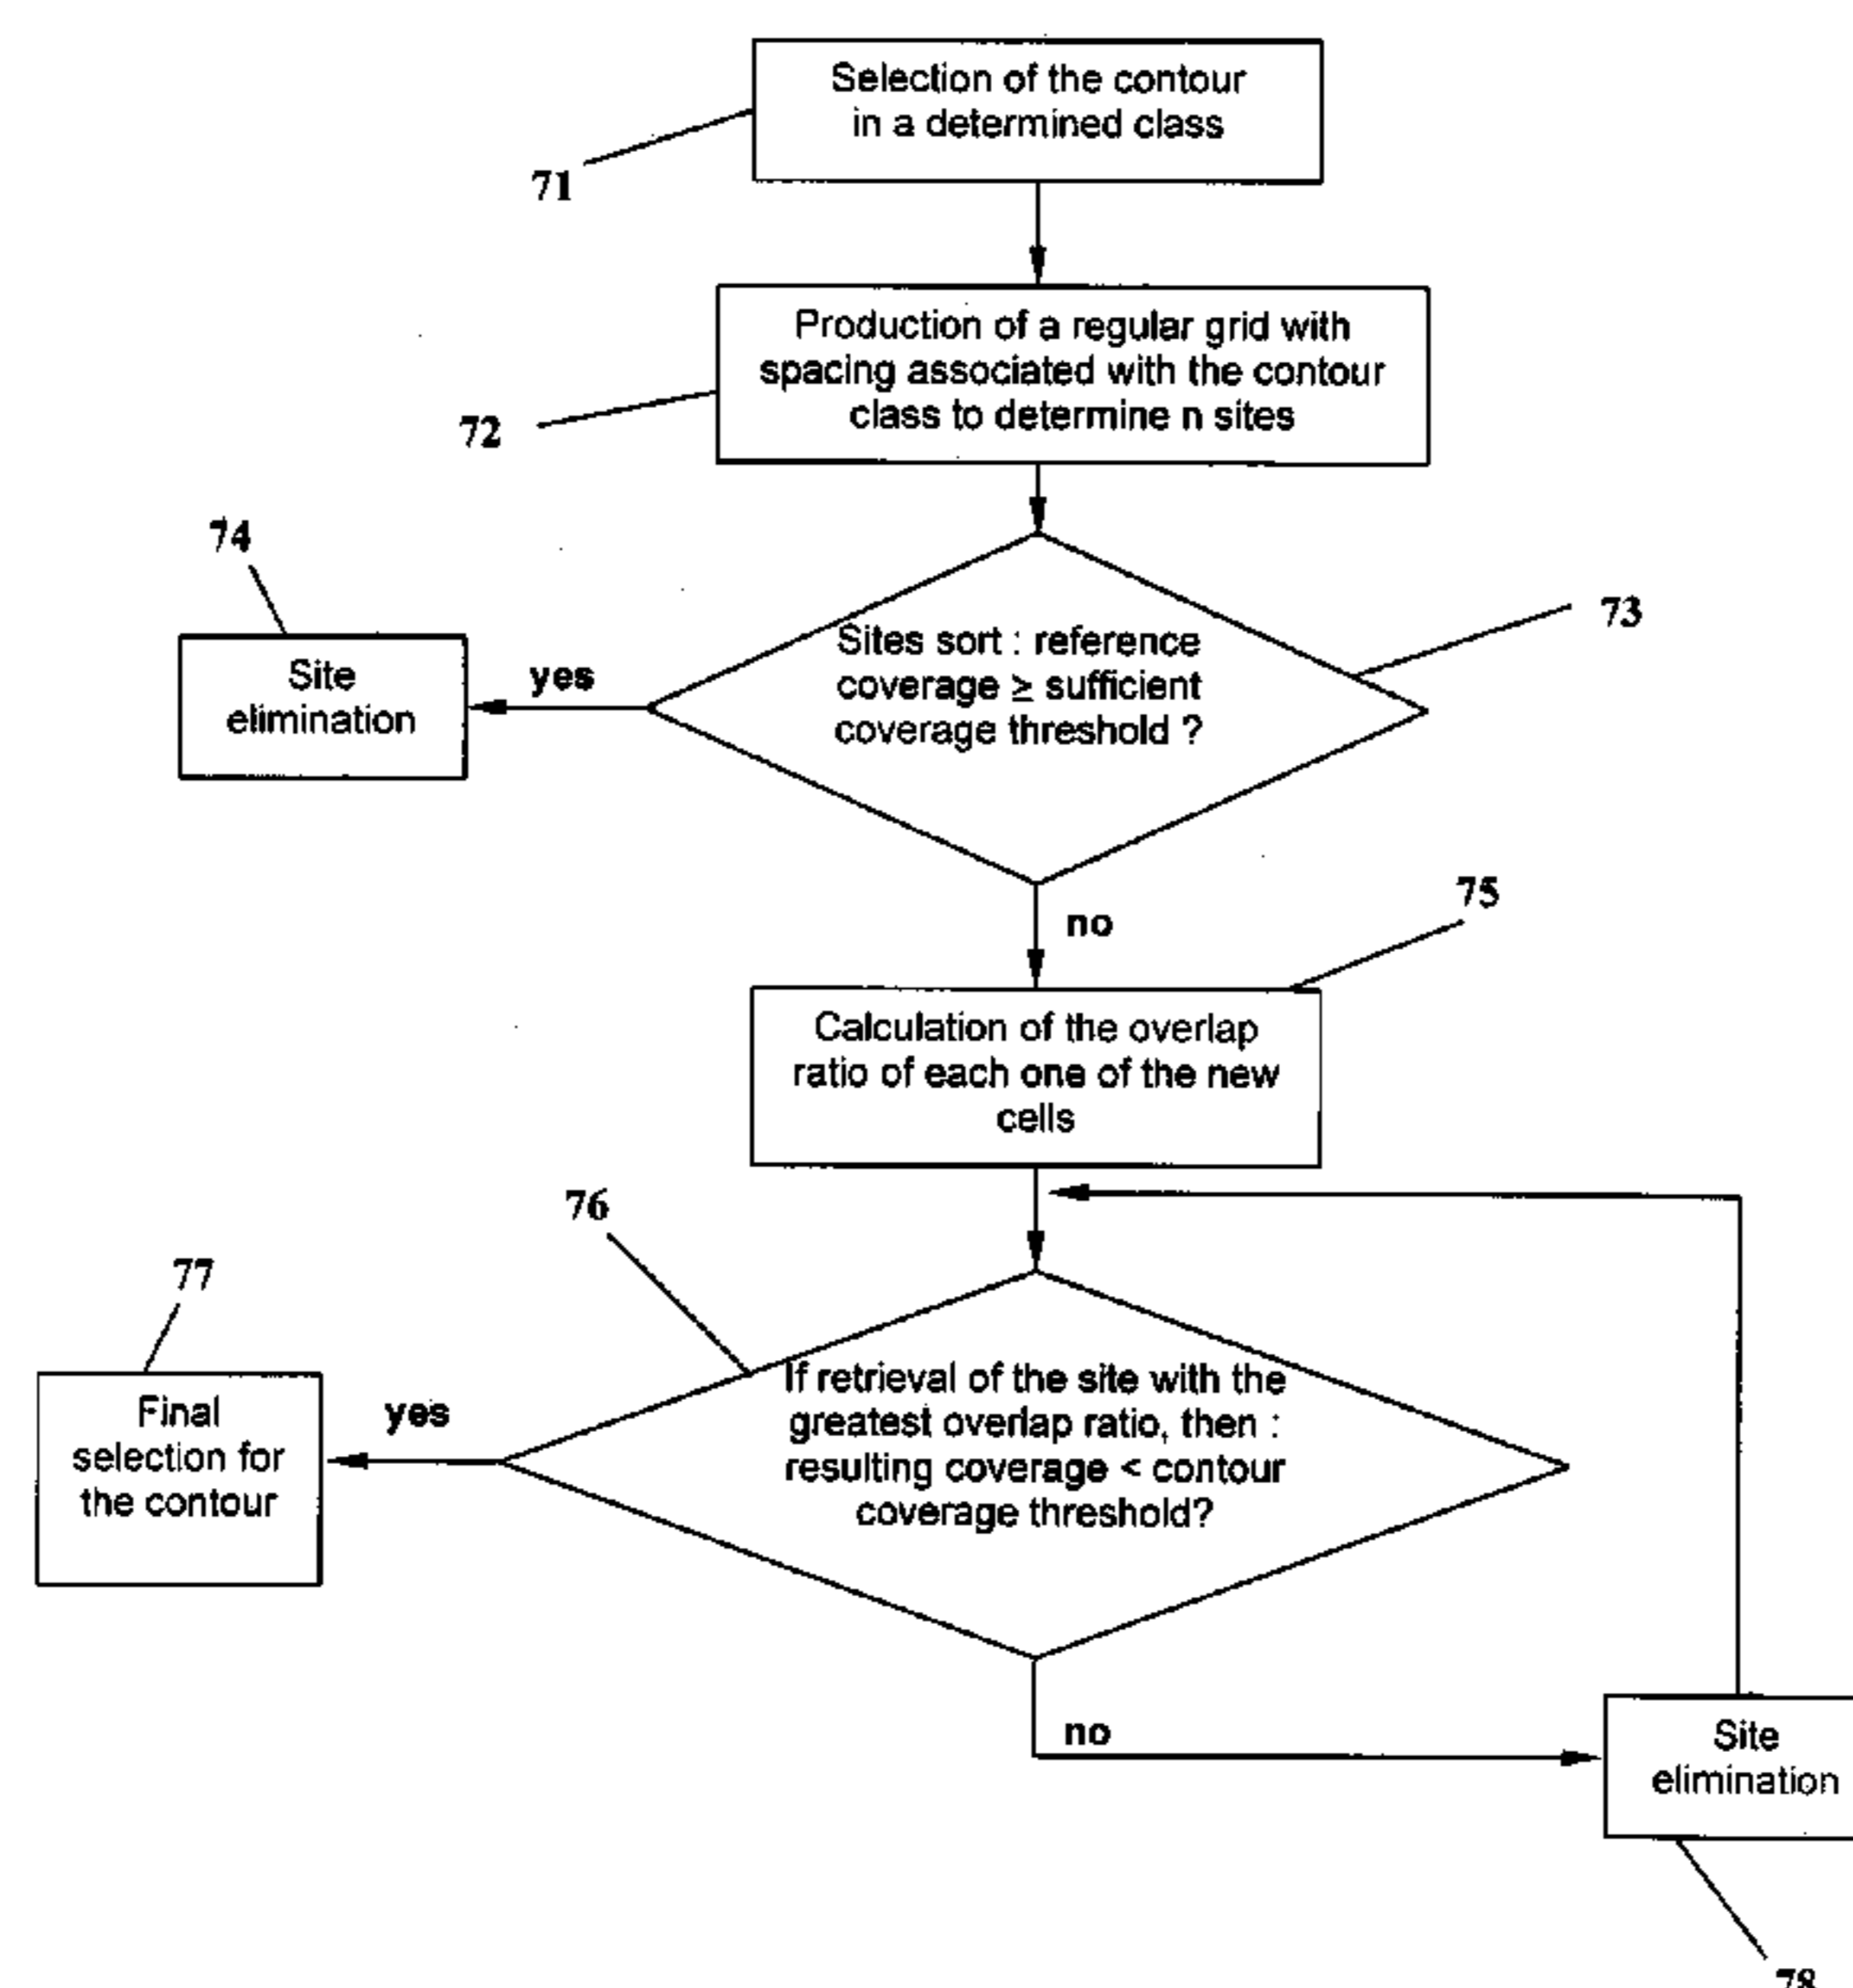 Selection of the contour
in a determined class
71
Production of a regular grid with
spacing associated with the contour
class to determine n sites
72
74
73
Sites sort : reference
coverage ≥ sufficient
coverage threshold ?
Site
elimination
yes
no
75
Calculation of the overlap
ratio of each one of the new
cells
76
77
If retrieval of the site with the
greatest overlap ratio, then :
resulting coverage < contour
coverage threshold?
Final
selection for
the contour
yes
no
Site
elimination
78